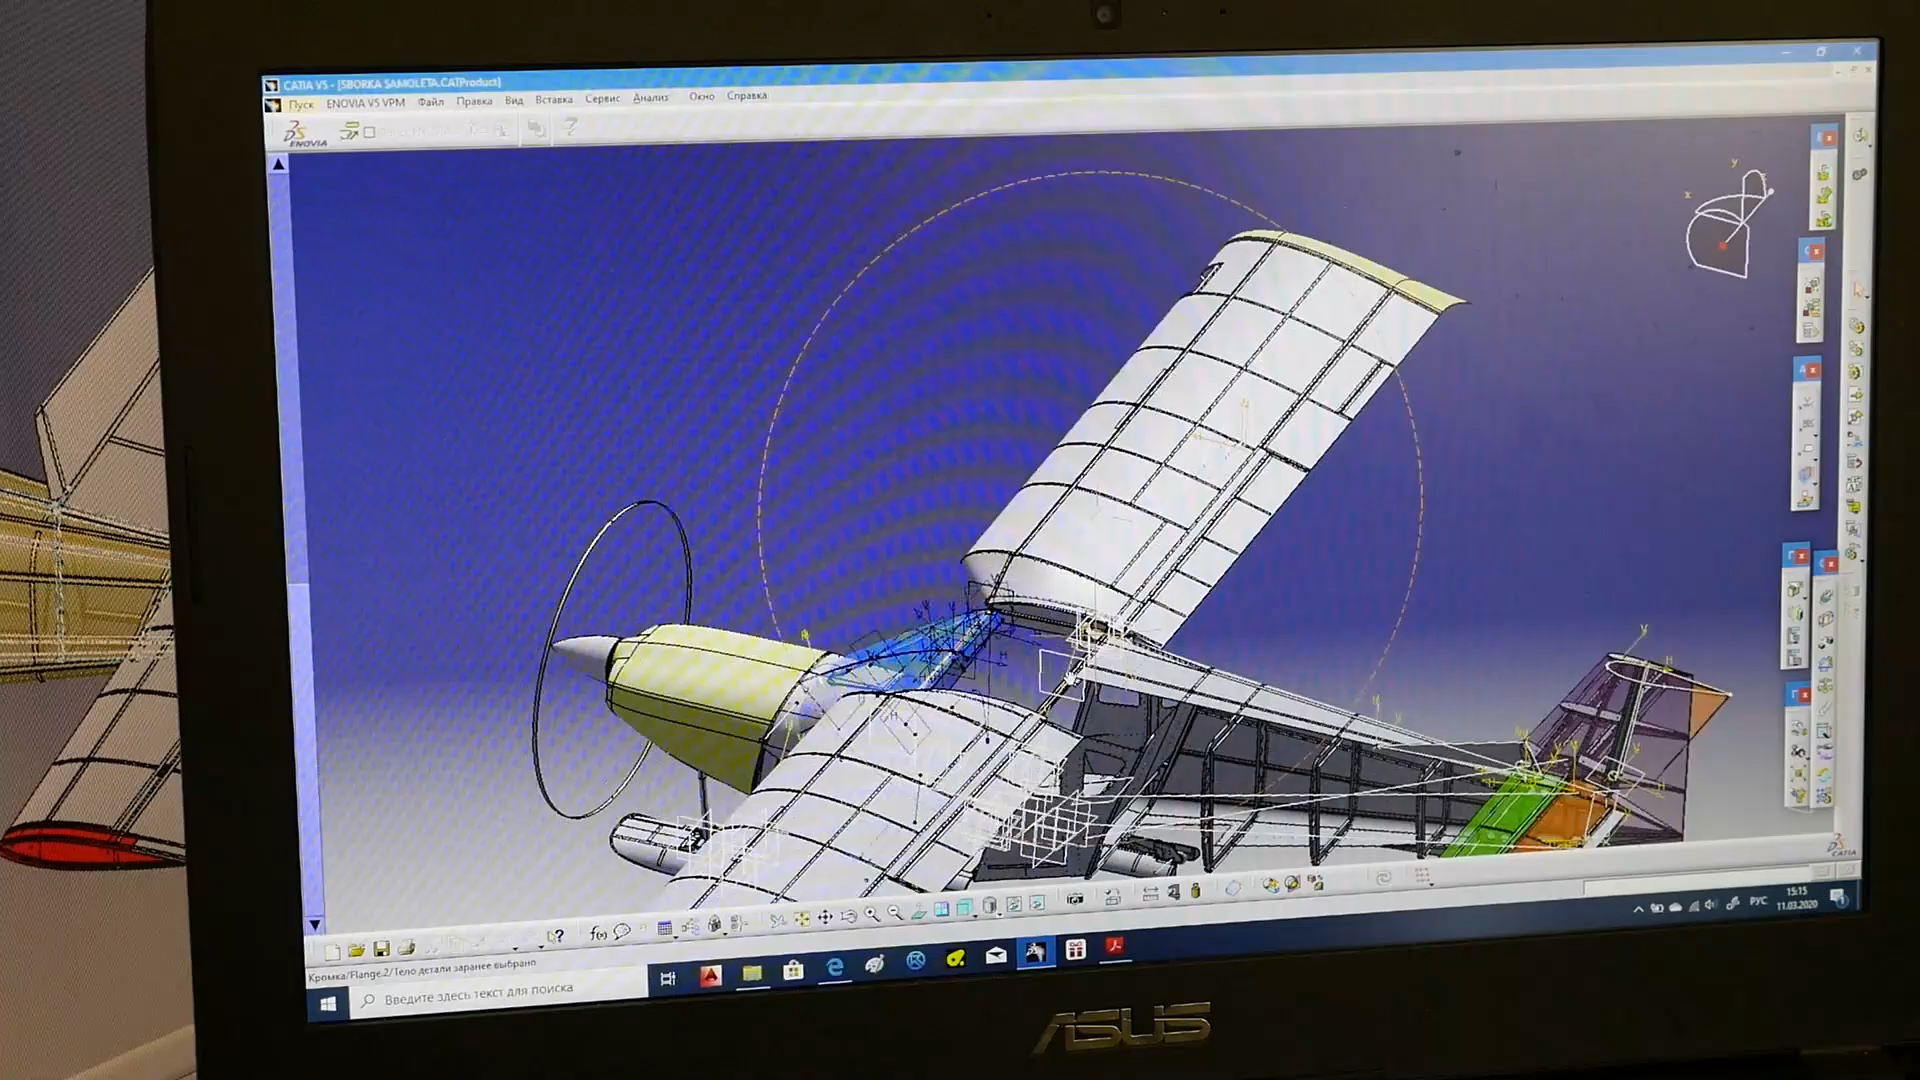 CATIA V5 - [SBORKA SAMOLETA.CATProduct]
Пуск ENOVIA V5 VPM Файл Правка Вид Вставка Сервис Анализ Окно Справка
ENOVIA
y
x
CATIA
f(x)
Кромка/Flange.2/Тело детали заранее выбрано
Введите здесь текст для поиска
РУС
15:15
11.03.2020
ASUS